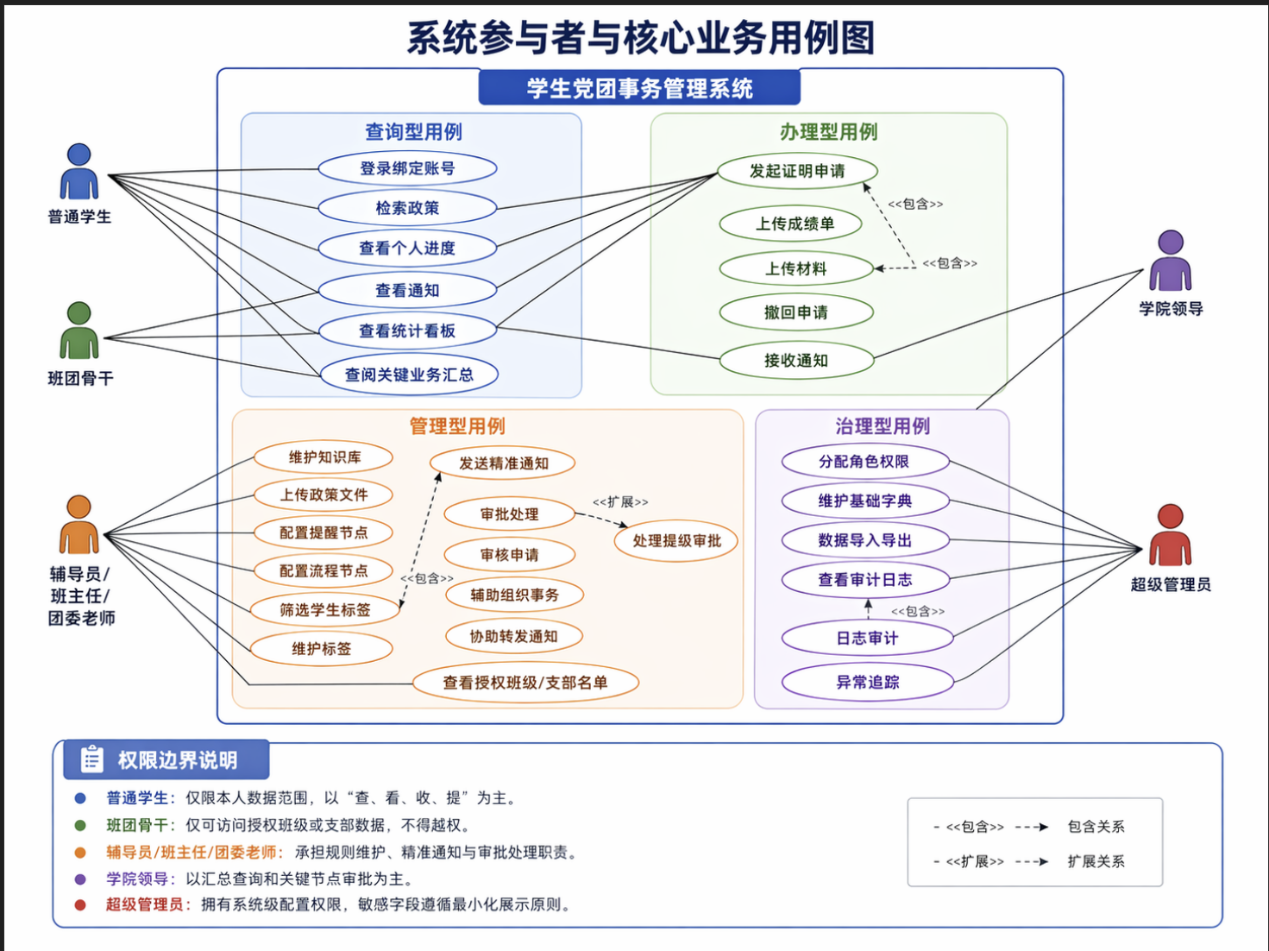 系统参与者与核心业务用例图
学生党团事务管理系统
查询型用例
登录绑定账号
检索政策
查看个人进度
查看通知
查看统计看板
查阅关键业务汇总
办理型用例
发起证明申请
<<包含>>
上传成绩单
上传材料
<<包含>>
撤回申请
接收通知
普通学生
班团骨干
辅导员/
班主任/
团委老师
学院领导
超级管理员
管理型用例
维护知识库
上传政策文件
配置提醒节点
配置流程节点
筛选学生标签
维护标签
发送精准通知
审批处理
<<扩展>>
处理提级审批
审核申请
<<包含>>
辅助组织事务
协助转发通知
查看授权班级/支部名单
治理型用例
分配角色权限
维护基础字典
数据导入导出
查看审计日志
<<包含>>
日志审计
异常追踪
权限边界说明
普通学生：仅限本人数据范围，以“查、看、收、提”为主。
班团骨干：仅可访问授权班级或支部数据，不得越权。
辅导员/班主任/团委老师：承担规则维护、精准通知与审批处理职责。
学院领导：以汇总查询和关键节点审批为主。
超级管理员：拥有系统级配置权限，敏感字段遵循最小化展示原则。
- <<包含>> 包含关系
- <<扩展>> 扩展关系